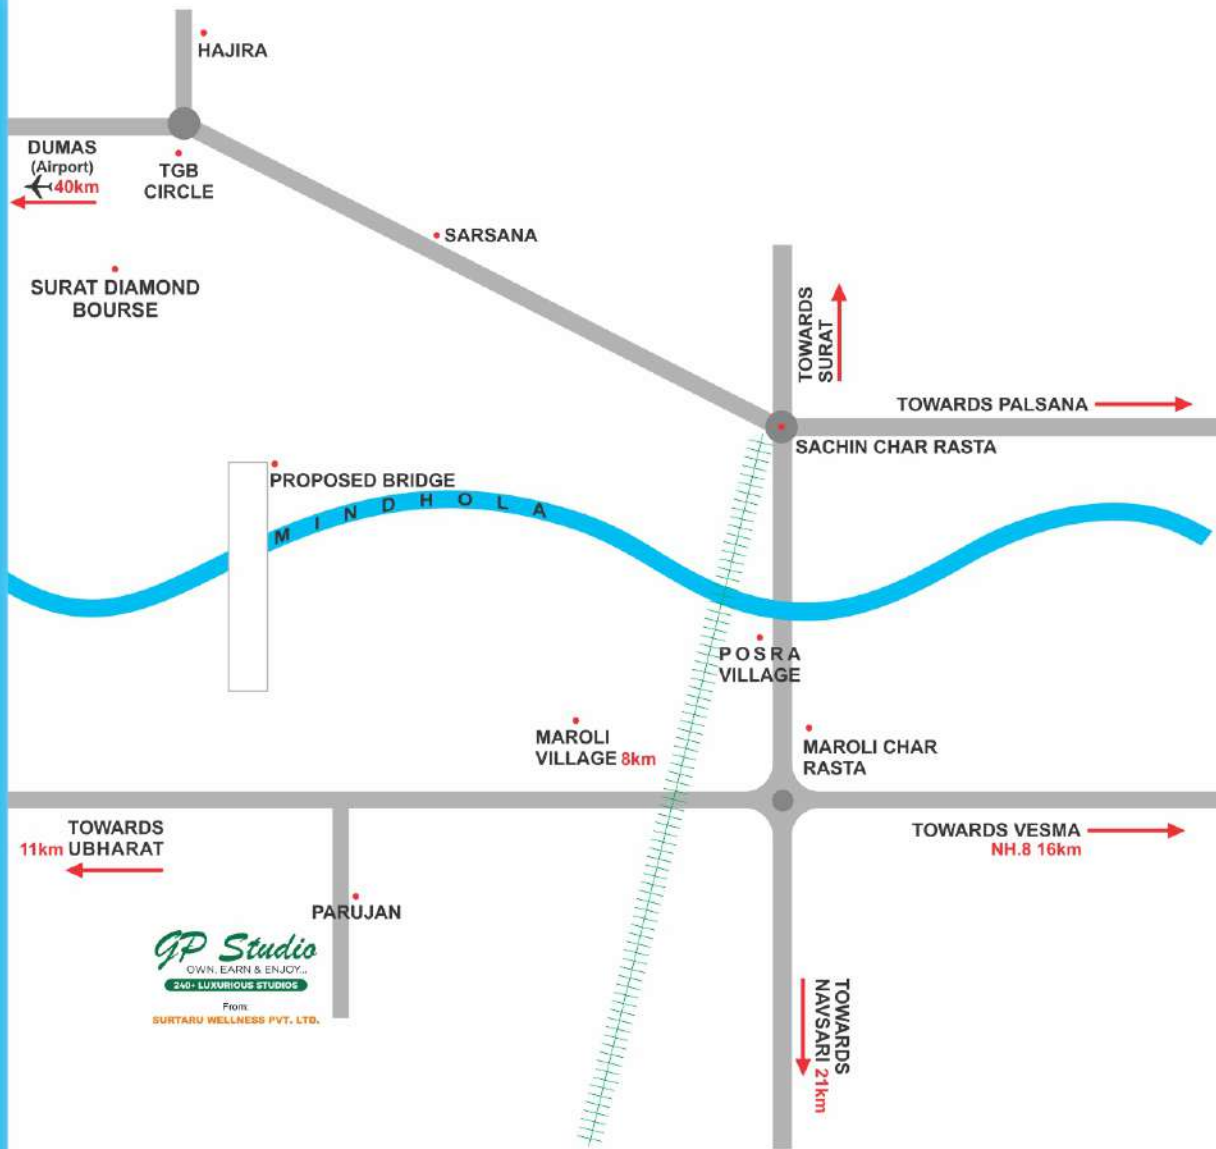 HAJIRA
DUMAS
(Airport)
40km
TGB
CIRCLE
SARSANA
SURAT DIAMOND
BOURSE
TOWARDS
SURAT
TOWARDS PALSANA
SACHIN CHAR RASTA
PROPOSED BRIDGE
MINDHOLA
POSRA
VILLAGE
MAROLI
VILLAGE 8km
MAROLI CHAR
RASTA
TOWARDS
11km UBHARAT
TOWARDS VESMA
NH.8 16km
PARUJAN
GP Studio
OWN, EARN & ENJOY...
240+ LUXURIOUS STUDIOS
From:
SURTARU WELLNESS PVT. LTD.
TOWARDS
NAVSARI 21km